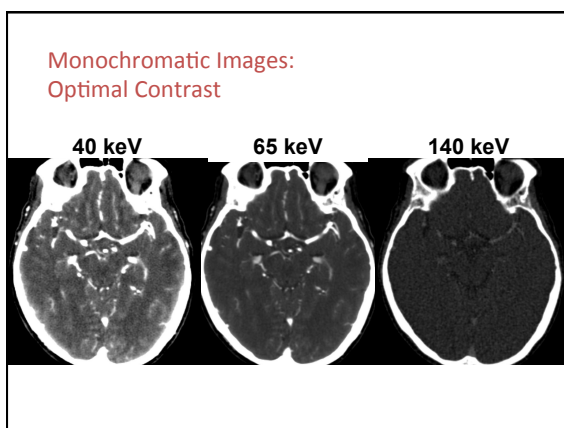 Monochromatic Images:
Optimal Contrast
40 keV
65 keV
140 keV